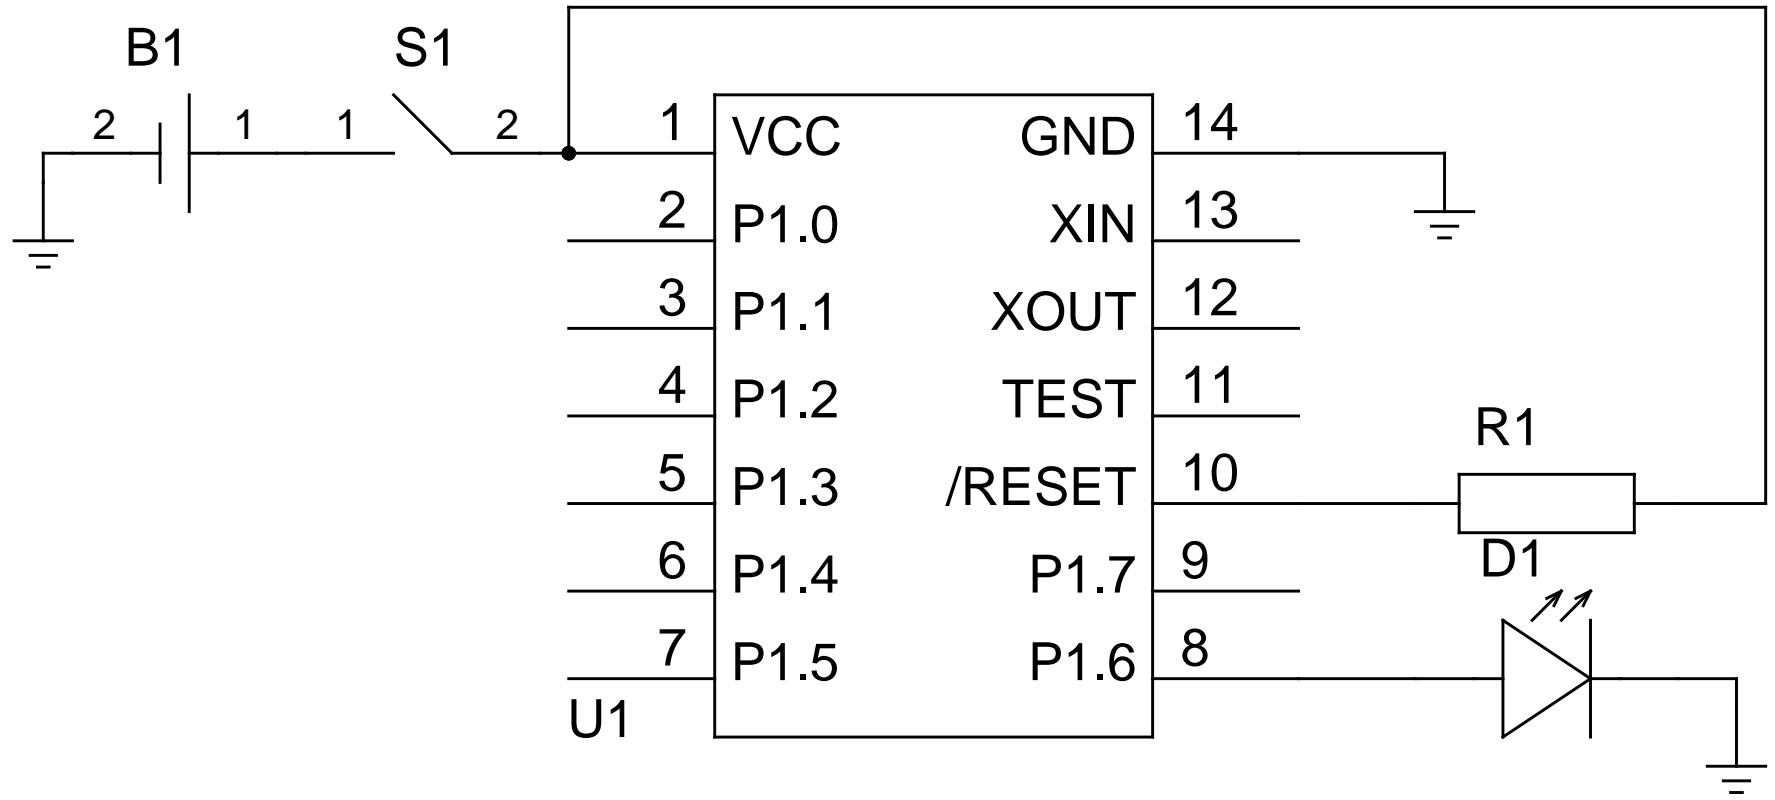 B1
S1
2 1 1 2
1 VCC GND 14
2 P1.0 XIN 13
3 P1.1 XOUT 12
4 P1.2 TEST 11
R1
5 P1.3 /RESET 10
D1
6 P1.4 P1.7 9
7 P1.5 P1.6 8
U1